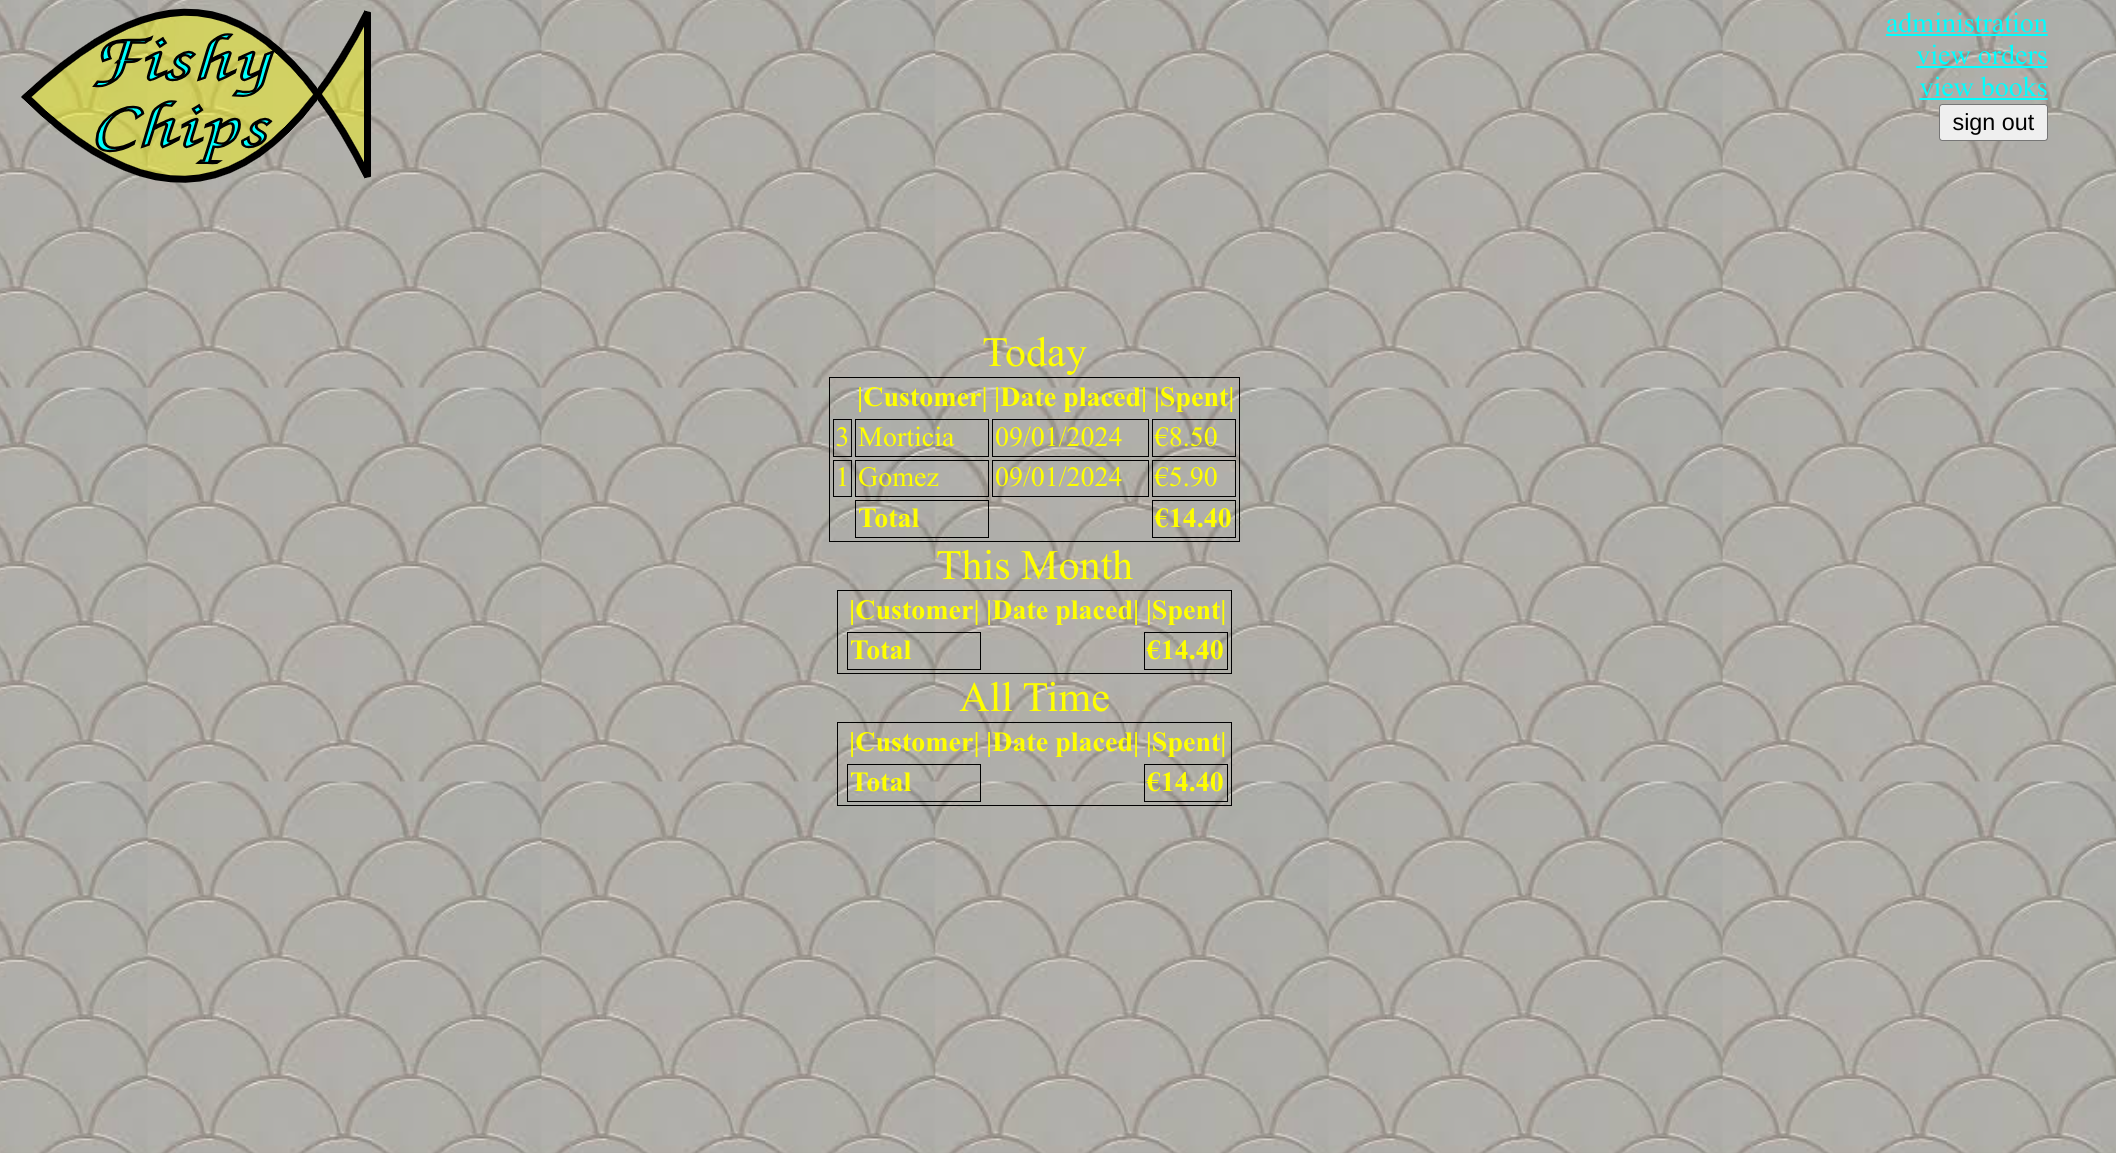 Fishy
Chips
administration
view orders
view books
sign out
Today
|Customer| |Date placed| |Spent|
3 Morticia 09/01/2024 €8.50
1 Gomez 09/01/2024 €5.90
Total €14.40
This Month
|Customer| |Date placed| |Spent|
Total €14.40
All Time
|Customer| |Date placed| |Spent|
Total €14.40